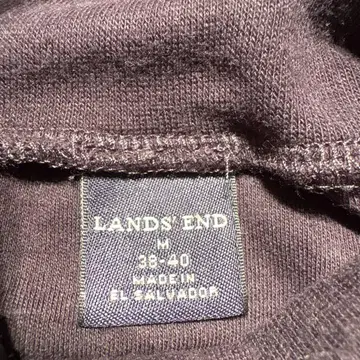 LANDS' END
M
38-40
MADE IN
EL SALVADOR